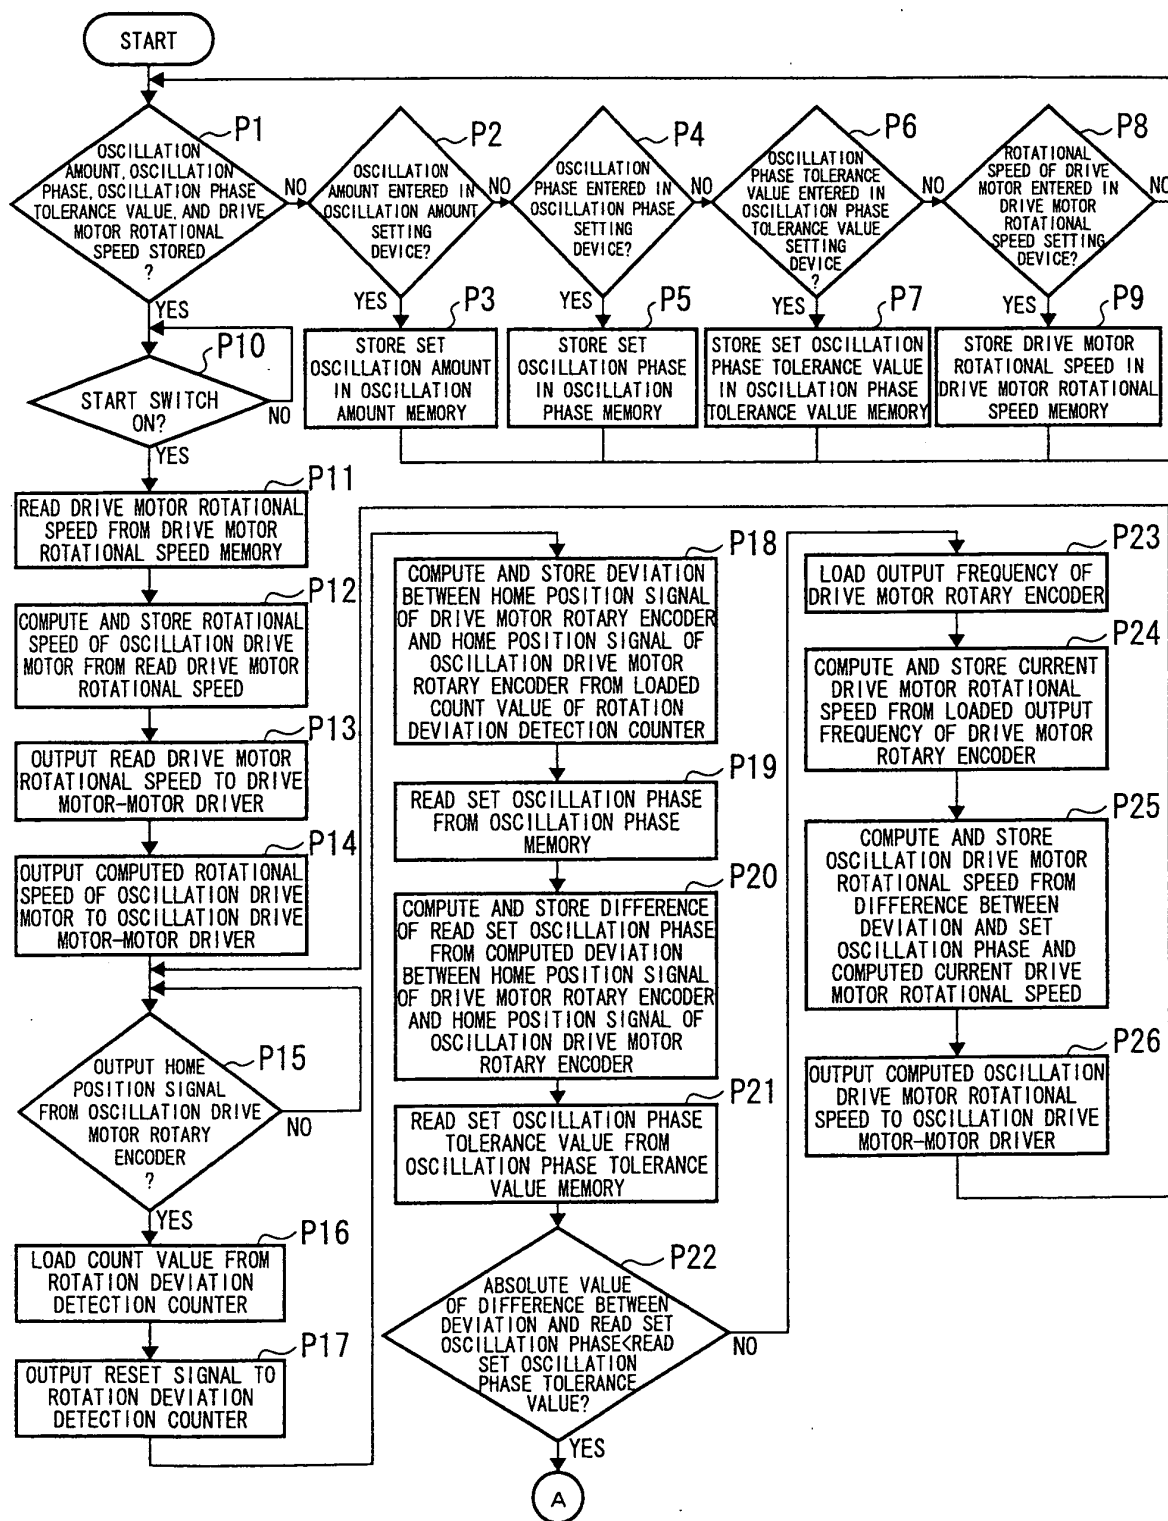 START
P1
OSCILLATION
AMOUNT, OSCILLATION
PHASE, OSCILLATION PHASE
TOLERANCE VALUE, AND DRIVE
MOTOR ROTATIONAL
SPEED STORED
?
NO
YES
P2
OSCILLATION
AMOUNT ENTERED IN
OSCILLATION AMOUNT
SETTING
DEVICE?
NO
YES
P4
OSCILLATION
PHASE ENTERED IN
OSCILLATION PHASE
SETTING
DEVICE?
NO
YES
P6
OSCILLATION
PHASE TOLERANCE
VALUE ENTERED IN
OSCILLATION PHASE
TOLERANCE VALUE
SETTING
DEVICE
?
NO
YES
P8
ROTATIONAL
SPEED OF DRIVE
MOTOR ENTERED IN
DRIVE MOTOR
ROTATIONAL
SPEED SETTING
DEVICE?
NO
YES
P3
STORE SET
OSCILLATION AMOUNT
IN OSCILLATION
AMOUNT MEMORY
P5
STORE SET
OSCILLATION PHASE
IN OSCILLATION
PHASE MEMORY
P7
STORE SET OSCILLATION
PHASE TOLERANCE VALUE
IN OSCILLATION PHASE
TOLERANCE VALUE MEMORY
P9
STORE DRIVE MOTOR
ROTATIONAL SPEED IN
DRIVE MOTOR ROTATIONAL
SPEED MEMORY
P10
START SWITCH
ON?
NO
YES
P11
READ DRIVE MOTOR ROTATIONAL
SPEED FROM DRIVE MOTOR
ROTATIONAL SPEED MEMORY
P12
COMPUTE AND STORE ROTATIONAL
SPEED OF OSCILLATION DRIVE
MOTOR FROM READ DRIVE MOTOR
ROTATIONAL SPEED
P13
OUTPUT READ DRIVE MOTOR
ROTATIONAL SPEED TO DRIVE
MOTOR-MOTOR DRIVER
P14
OUTPUT COMPUTED ROTATIONAL
SPEED OF OSCILLATION DRIVE
MOTOR TO OSCILLATION DRIVE
MOTOR-MOTOR DRIVER
P15
OUTPUT HOME
POSITION SIGNAL
FROM OSCILLATION DRIVE
MOTOR ROTARY
ENCODER
?
NO
YES
P16
LOAD COUNT VALUE FROM
ROTATION DEVIATION
DETECTION COUNTER
P17
OUTPUT RESET SIGNAL TO
ROTATION DEVIATION
DETECTION COUNTER
P18
COMPUTE AND STORE DEVIATION
BETWEEN HOME POSITION SIGNAL
OF DRIVE MOTOR ROTARY ENCODER
AND HOME POSITION SIGNAL OF
OSCILLATION DRIVE MOTOR
ROTARY ENCODER FROM LOADED
COUNT VALUE OF ROTATION
DEVIATION DETECTION COUNTER
P19
READ SET OSCILLATION PHASE
FROM OSCILLATION PHASE
MEMORY
P20
COMPUTE AND STORE DIFFERENCE
OF READ SET OSCILLATION PHASE
FROM COMPUTED DEVIATION
BETWEEN HOME POSITION SIGNAL
OF DRIVE MOTOR ROTARY ENCODER
AND HOME POSITION SIGNAL OF
OSCILLATION DRIVE MOTOR
ROTARY ENCODER
P21
READ SET OSCILLATION PHASE
TOLERANCE VALUE FROM
OSCILLATION PHASE TOLERANCE
VALUE MEMORY
P22
ABSOLUTE VALUE
OF DIFFERENCE BETWEEN
DEVIATION AND READ SET
OSCILLATION PHASE<READ
SET OSCILLATION
PHASE TOLERANCE
VALUE?
NO
YES
A
P23
LOAD OUTPUT FREQUENCY OF
DRIVE MOTOR ROTARY ENCODER
P24
COMPUTE AND STORE CURRENT
DRIVE MOTOR ROTATIONAL
SPEED FROM LOADED OUTPUT
FREQUENCY OF DRIVE MOTOR
ROTARY ENCODER
P25
COMPUTE AND STORE
OSCILLATION DRIVE MOTOR
ROTATIONAL SPEED FROM
DIFFERENCE BETWEEN
DEVIATION AND SET
OSCILLATION PHASE AND
COMPUTED CURRENT DRIVE
MOTOR ROTATIONAL SPEED
P26
OUTPUT COMPUTED OSCILLATION
DRIVE MOTOR ROTATIONAL
SPEED TO OSCILLATION DRIVE
MOTOR-MOTOR DRIVER